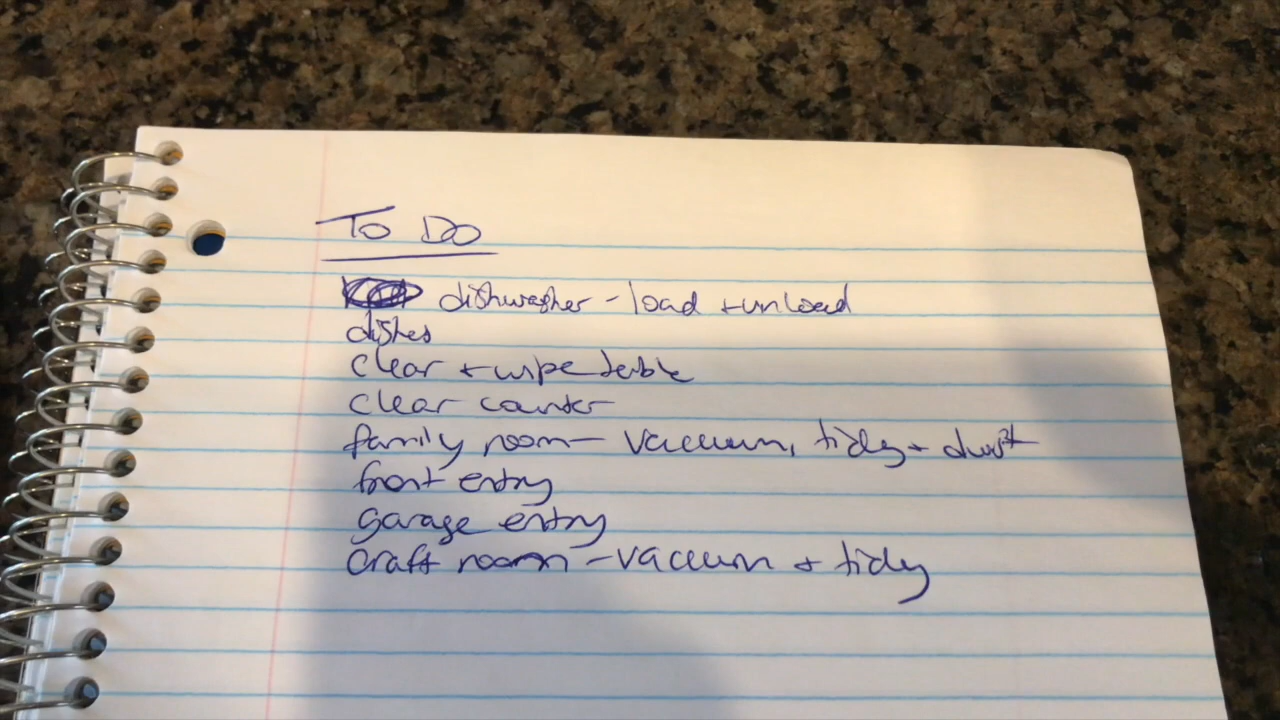 To Do
dishwasher - load + unload
dishes
clear + wipe table
clear counter
family room - vacuum, tidy + dust
front entry
garage entry
craft room - vacuum + tidy